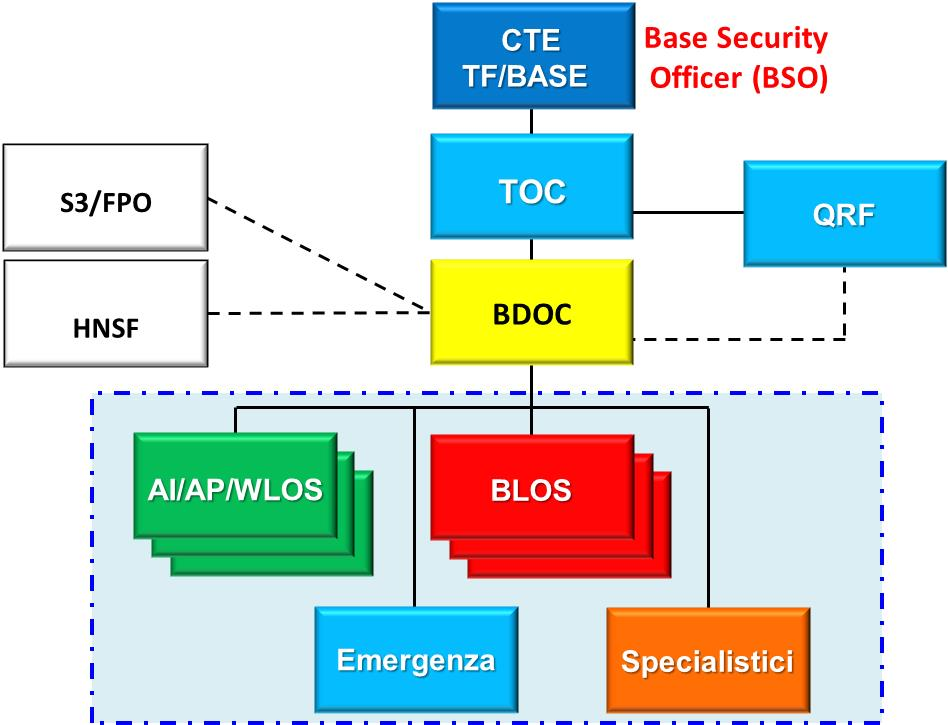 CTE
TF/BASE
Base Security
Officer (BSO)
S3/FPO
TOC
QRF
HNSF
BDOC
AI/AP/WLOS
BLOS
Emergenza
Specialistici